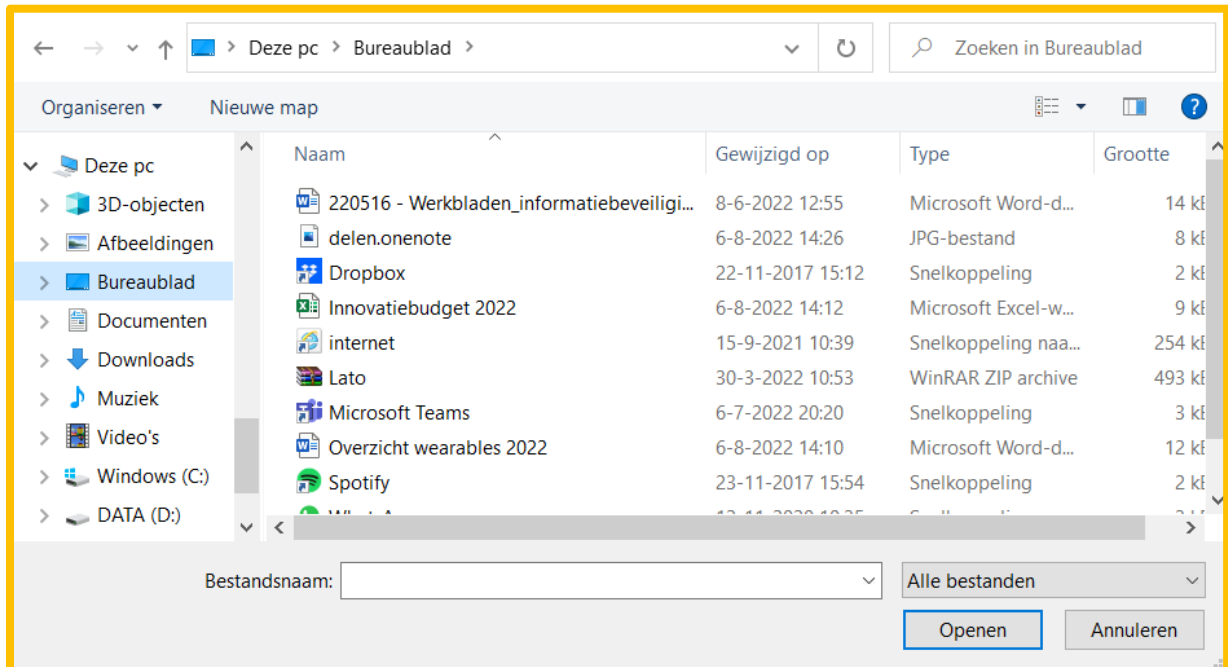 Deze pc > Bureaublad >
Zoeken in Bureaublad
Organiseren
Nieuwe map
?
Deze pc
3D-objecten
Afbeeldingen
Bureaublad
Documenten
Downloads
Muziek
Video's
Windows (C:)
DATA (D:)
Naam Gewijzigd op Type Grootte
220516 - Werkbladen_informatiebeveiligi... 8-6-2022 12:55 Microsoft Word-d... 14 kB
delen.onenote 6-8-2022 14:26 JPG-bestand 8 kB
Dropbox 22-11-2017 15:12 Snelkoppeling 2 kB
Innovatiebudget 2022 6-8-2022 14:12 Microsoft Excel-w... 9 kB
internet 15-9-2021 10:39 Snelkoppeling naa... 254 kB
Lato 30-3-2022 10:53 WinRAR ZIP archive 493 kB
Microsoft Teams 6-7-2022 20:20 Snelkoppeling 3 kB
Overzicht wearables 2022 6-8-2022 14:10 Microsoft Word-d... 12 kB
Spotify 23-11-2017 15:54 Snelkoppeling 2 kB
Bestandsnaam:
Alle bestanden
Openen
Annuleren